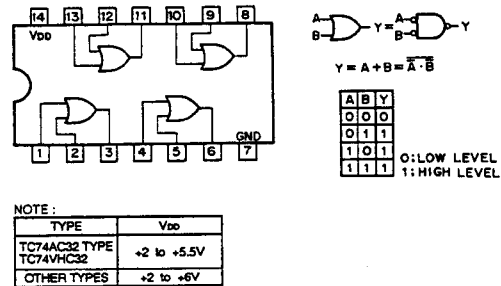 14 13 12 11 10 9 8
VDD
GND
1 2 3 4 5 6 7
A B Y = A B Y
Y = A + B = A̅ · B̅
A B Y
0 0 0
0 1 1
1 0 1
1 1 1
0:LOW LEVEL
1:HIGH LEVEL
NOTE :
TYPE VDD
TC74AC32 TYPE
TC74VHC32
+2 to +5.5V
OTHER TYPES +2 to +6V